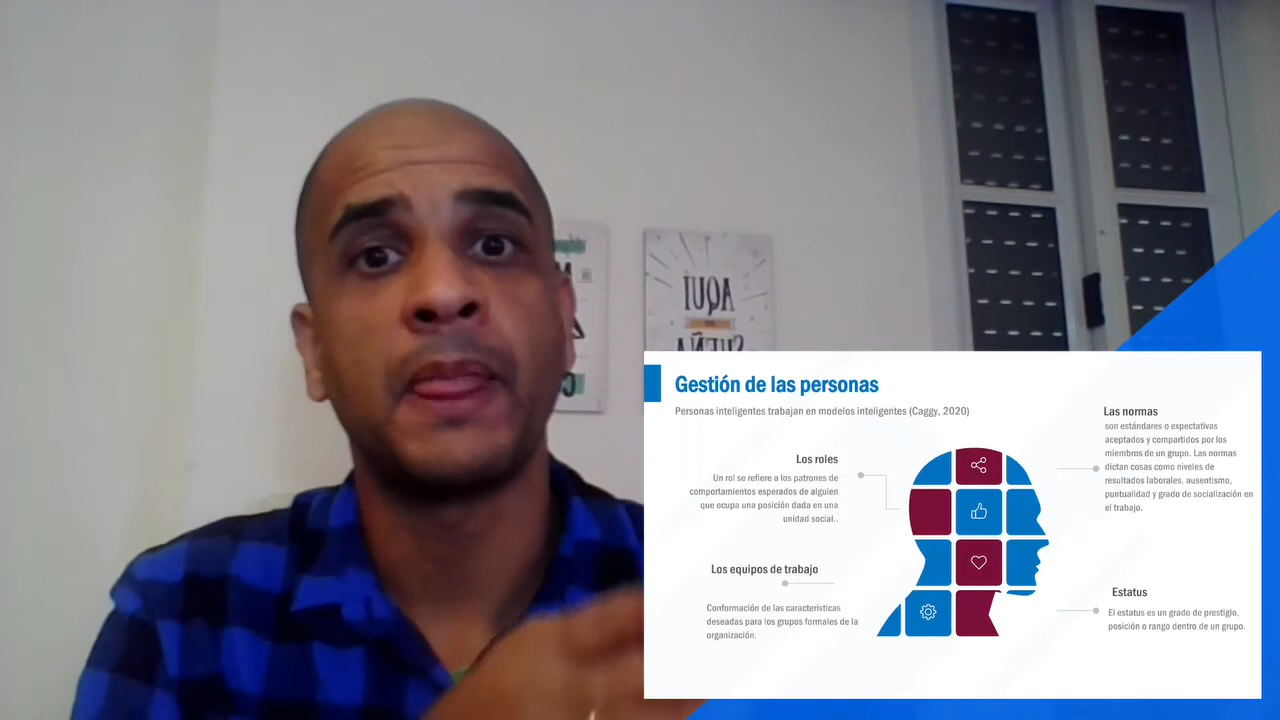 AQUÍ
SUEÑA
Gestión de las personas
Personas inteligentes trabajan en modelos inteligentes (Caggy, 2020)
Los roles
Un rol se refiere a los patrones de
comportamientos esperados de alguien
que ocupa una posición dada en una
unidad social..
Los equipos de trabajo
Conformación de las características
deseadas para los grupos formales de la
organización.
Las normas
son estándares o expectativas
aceptados y compartidos por los
miembros de un grupo. Las normas
dictan cosas como niveles de
resultados laborales, ausentismo,
puntualidad y grado de socialización en
el trabajo.
Estatus
El estatus es un grado de prestigio,
posición o rango dentro de un grupo.